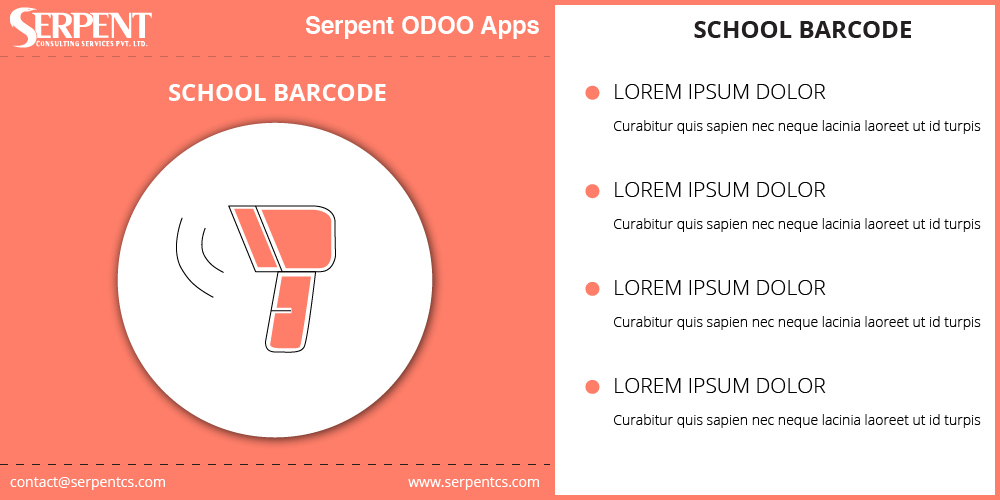 SERPENT
CONSULTING SERVICES PVT. LTD.
Serpent ODOO Apps
SCHOOL BARCODE
contact@serpentcs.com
www.serpentcs.com
SCHOOL BARCODE
LOREM IPSUM DOLOR
Curabitur quis sapien nec neque lacinia laoreet ut id turpis
LOREM IPSUM DOLOR
Curabitur quis sapien nec neque lacinia laoreet ut id turpis
LOREM IPSUM DOLOR
Curabitur quis sapien nec neque lacinia laoreet ut id turpis
LOREM IPSUM DOLOR
Curabitur quis sapien nec neque lacinia laoreet ut id turpis